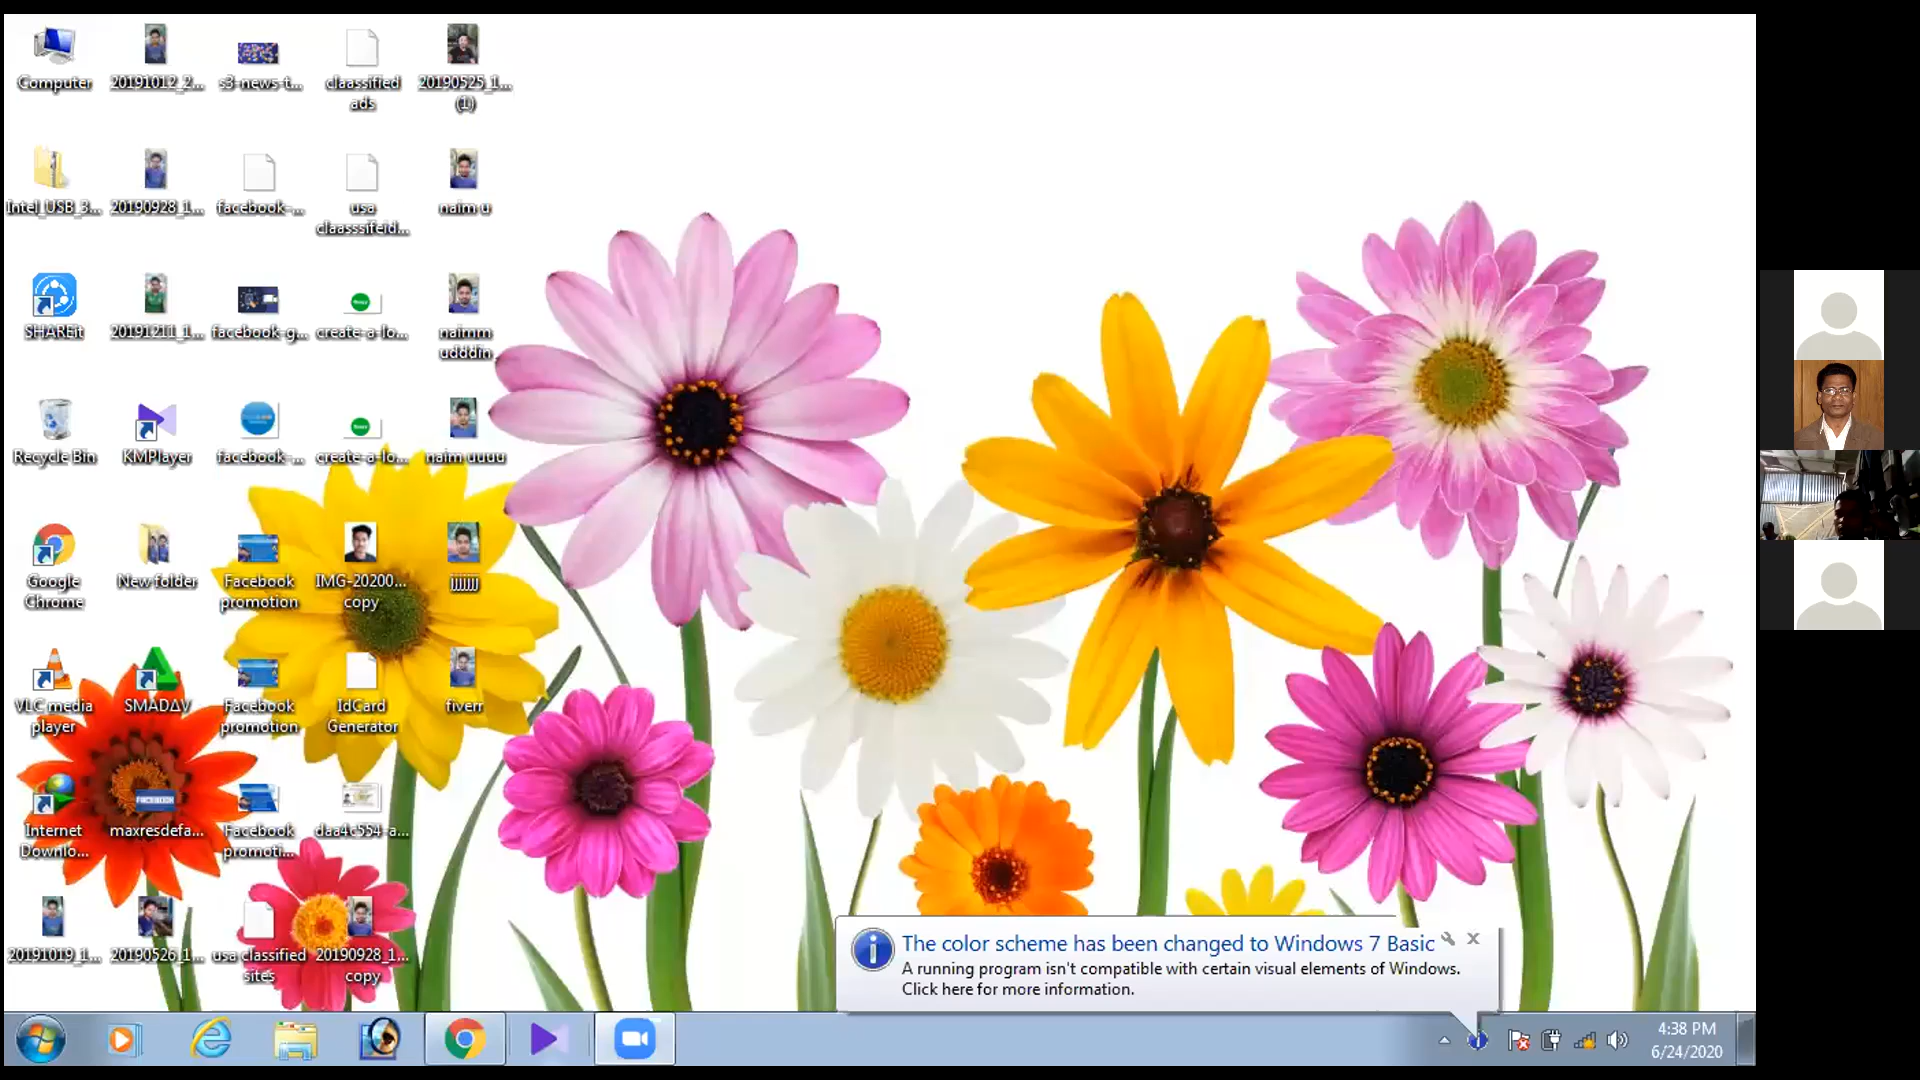 Computer
20191012_2...
s3-news-t...
claassified
ads
20190525_1...
(1)
Intel_USB_3...
20190928_1...
facebook-...
usa
claasssifeid...
naim u
SHAREit
20191211_1...
facebook-g...
create-a-lo...
naimm
udddin
Recycle Bin
KMPlayer
facebook-...
create-a-lo...
naim uuuu
Google
Chrome
New folder
Facebook
promotion
IMG-20200...
copy
jjjjjjj
VLC media
player
SMADΔV
Facebook
promotion
IdCard
Generator
fiverr
Internet
Downlo...
FACEBOOK
maxresdefa...
Facebook
promoti...
daa4c554-a...
20191019_1...
20190526_1...
usa classified
sites
20190928_1...
copy
The color scheme has been changed to Windows 7 Basic
A running program isn't compatible with certain visual elements of Windows.
Click here for more information.
4:38 PM
6/24/2020